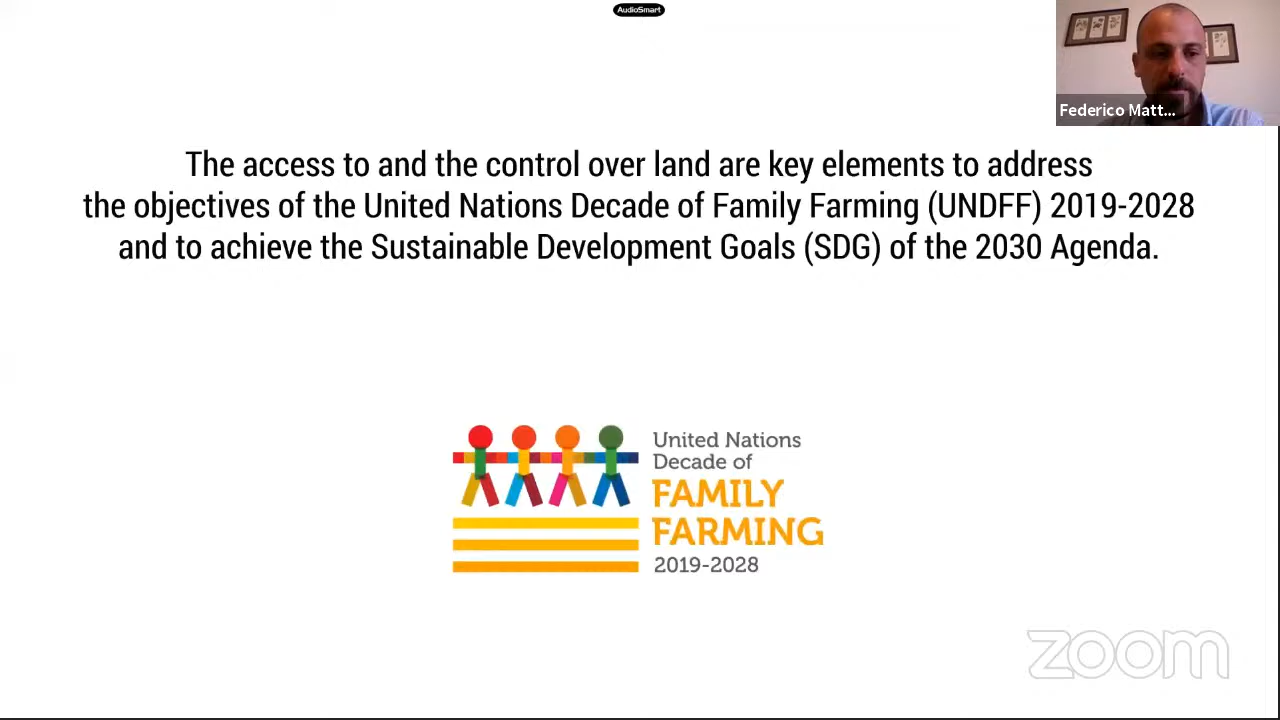 AudioSmart
Federico Matt...
The access to and the control over land are key elements to address
the objectives of the United Nations Decade of Family Farming (UNDFF) 2019-2028
and to achieve the Sustainable Development Goals (SDG) of the 2030 Agenda.
United Nations
Decade of
FAMILY
FARMING
2019-2028
zoom